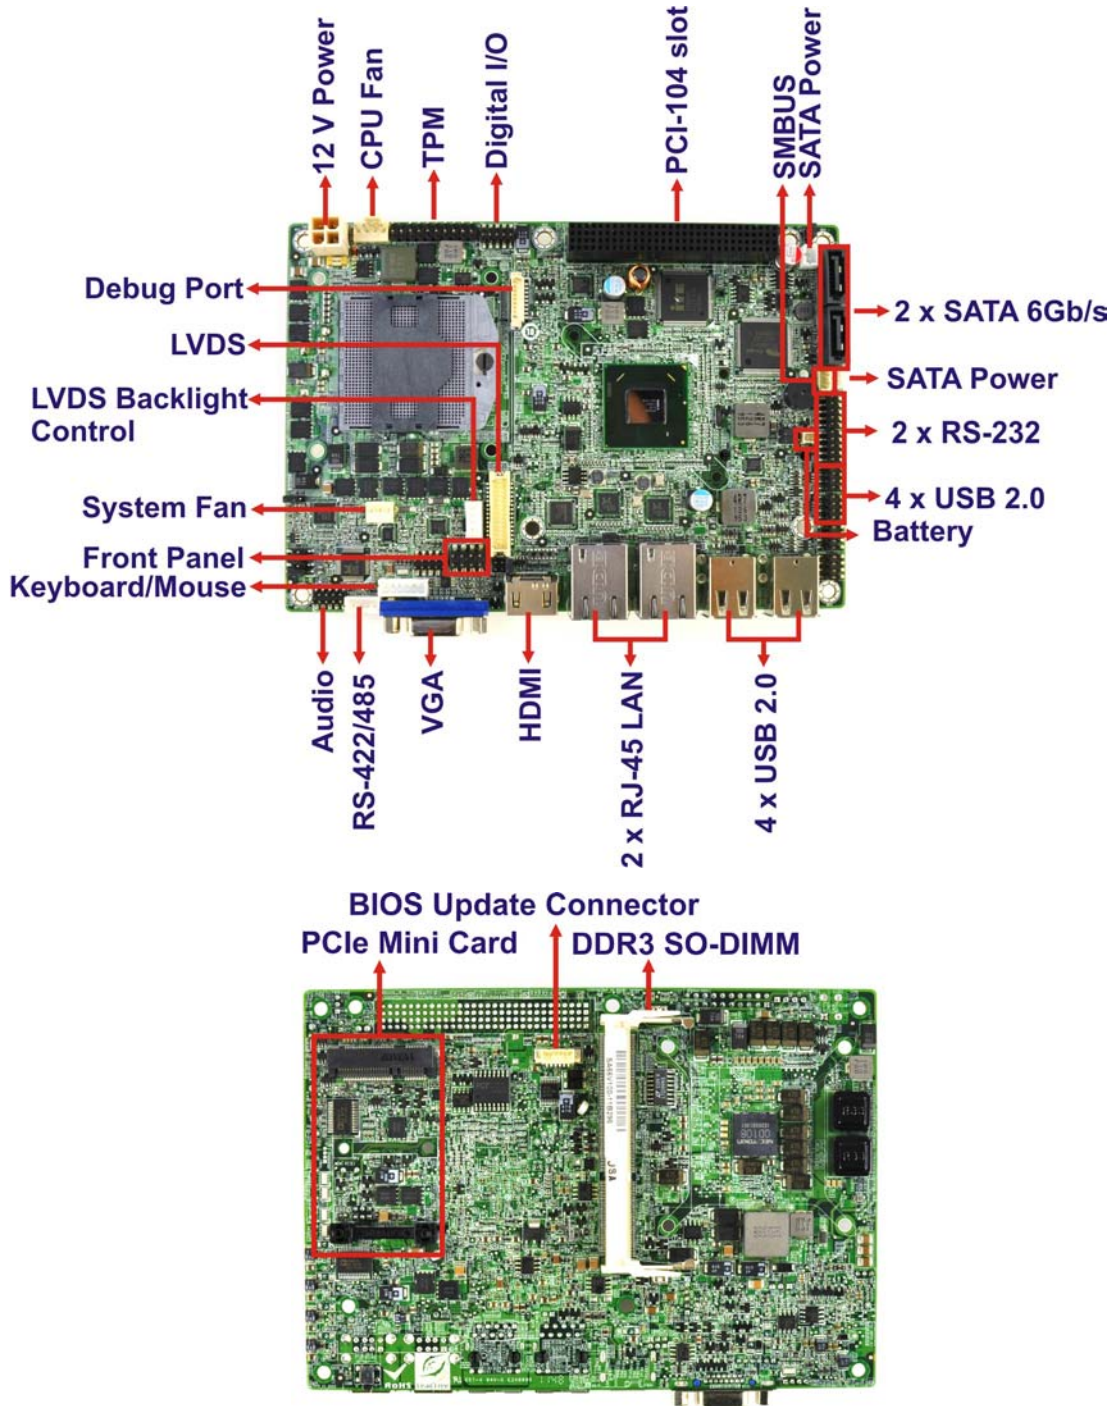 12 V Power
CPU Fan
TPM
Digital I/O
PCI-104 slot
SMBUS
SATA Power
Debug Port
LVDS
LVDS Backlight
Control
System Fan
Front Panel
Keyboard/Mouse
2 x SATA 6Gb/s
SATA Power
2 x RS-232
4 x USB 2.0
Battery
Audio
RS-422/485
VGA
HDMI
2 x RJ-45 LAN
4 x USB 2.0
BIOS Update Connector
PCIe Mini Card
DDR3 SO-DIMM
RoHS